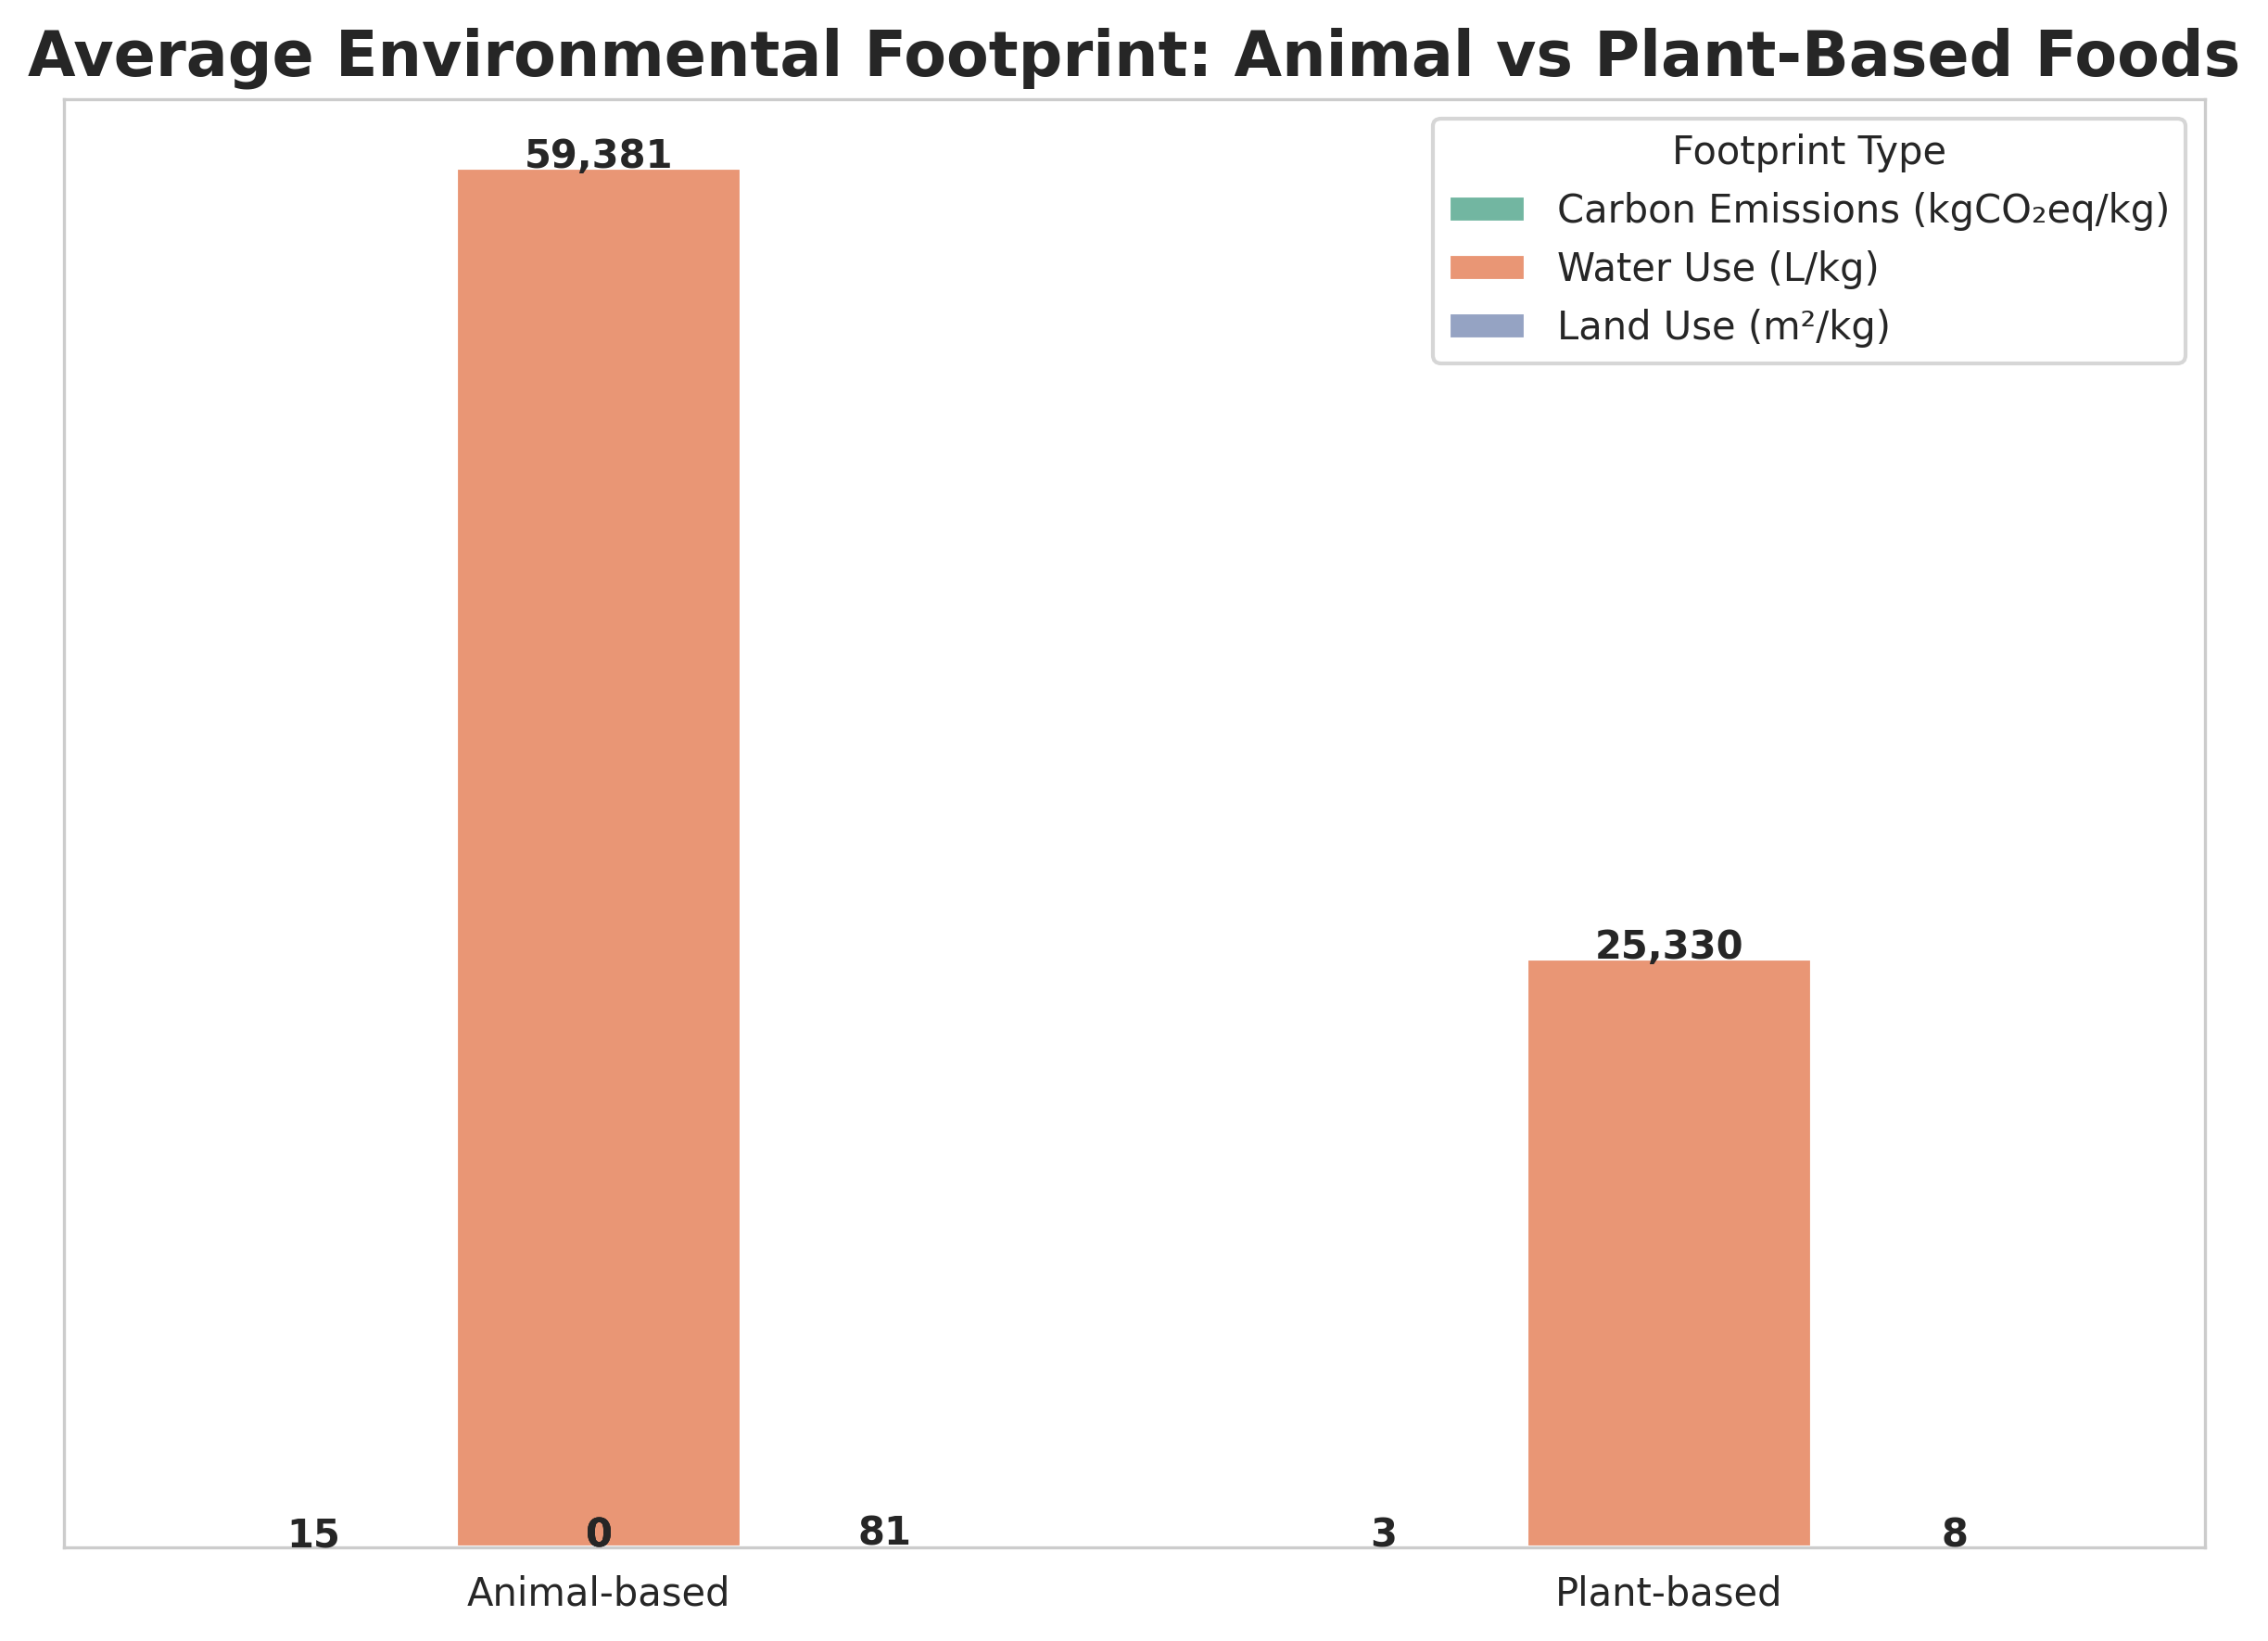 Average Environmental Footprint: Animal vs Plant-Based Foods
Footprint Type
Carbon Emissions (kgCO₂eq/kg)
Water Use (L/kg)
Land Use (m²/kg)
59,381
25,330
15
0
81
3
8
Animal-based
Plant-based